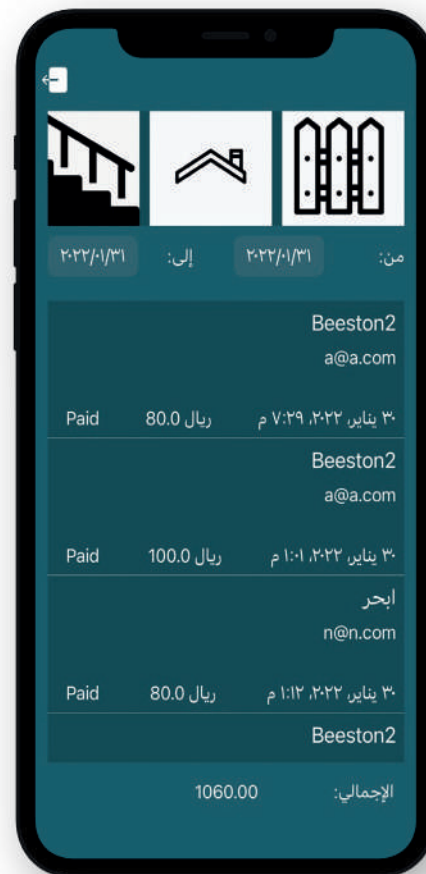 من: ٢٠٢٢/٠١/٣١ إلى: ٢٠٢٢/٠١/٣١
Beeston2
a@a.com
٣٠ يناير، ٢٠٢٢، ٧:٢٩ م ريال 80.0 Paid
Beeston2
a@a.com
٣٠ يناير، ٢٠٢٢، ١:٠١ م ريال 100.0 Paid
ابحر
n@n.com
٣٠ يناير، ٢٠٢٢، ١:١٢ م ريال 80.0 Paid
Beeston2
الإجمالي: 1060.00